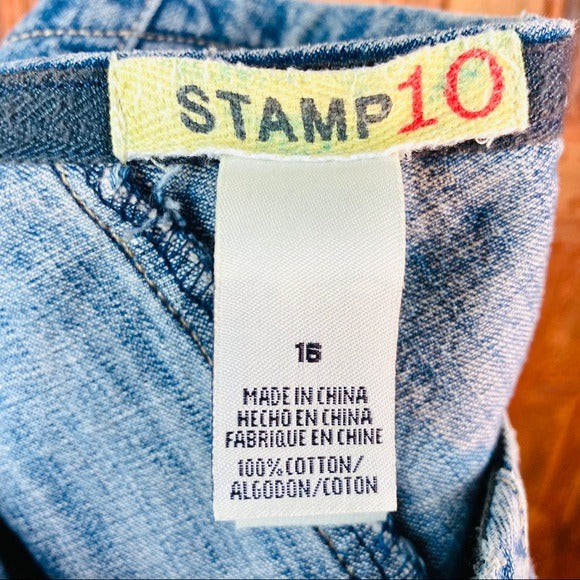 STAMP10
16
MADE IN CHINA
HECHO EN CHINA
FABRIQUE EN CHINE
100% COTTON/
ALGODON/COTON